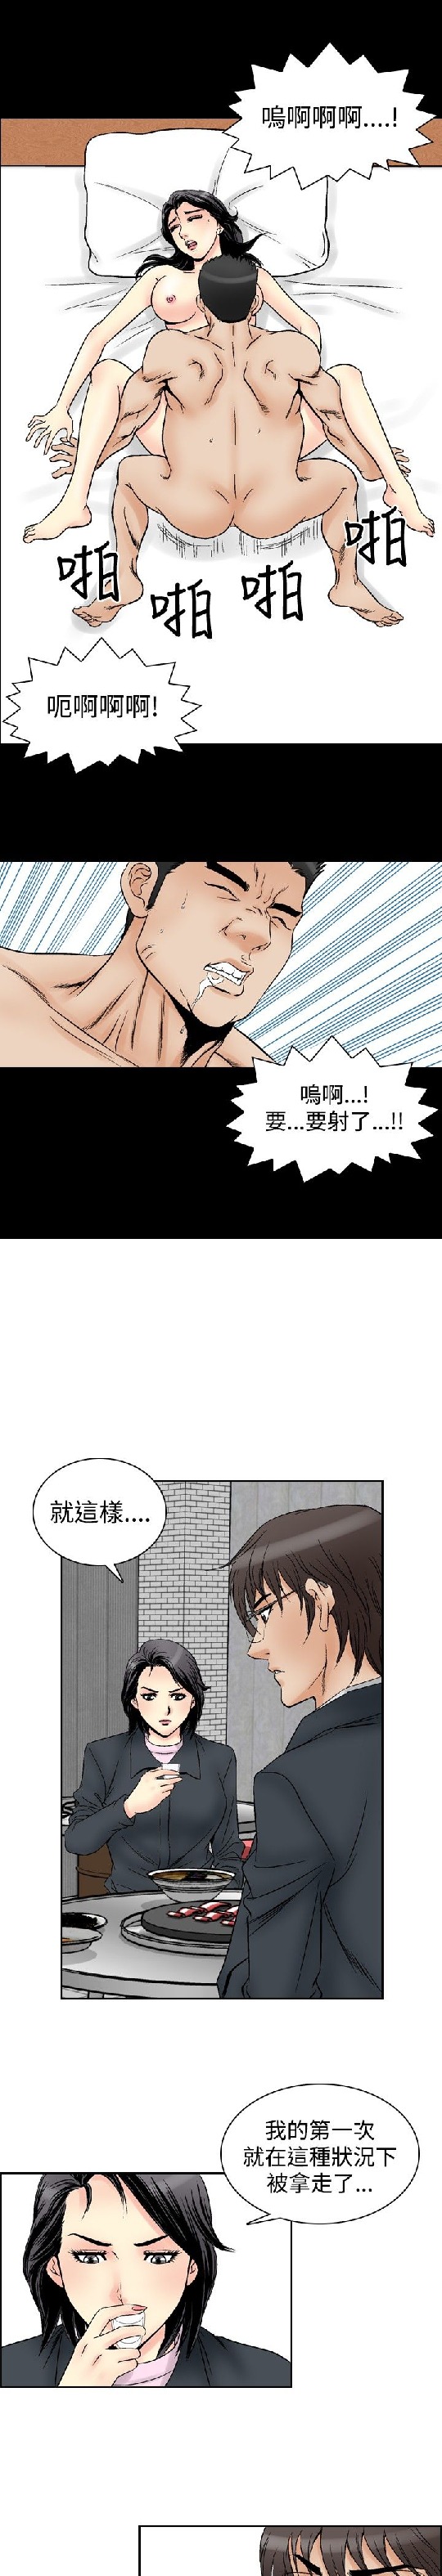 嗚啊啊啊....!
啪
啪
啪
啪
呃啊啊啊!
嗚啊...!
要...要射了...!!
就這樣....
我的第一次
就在這種狀況下
被拿走了...